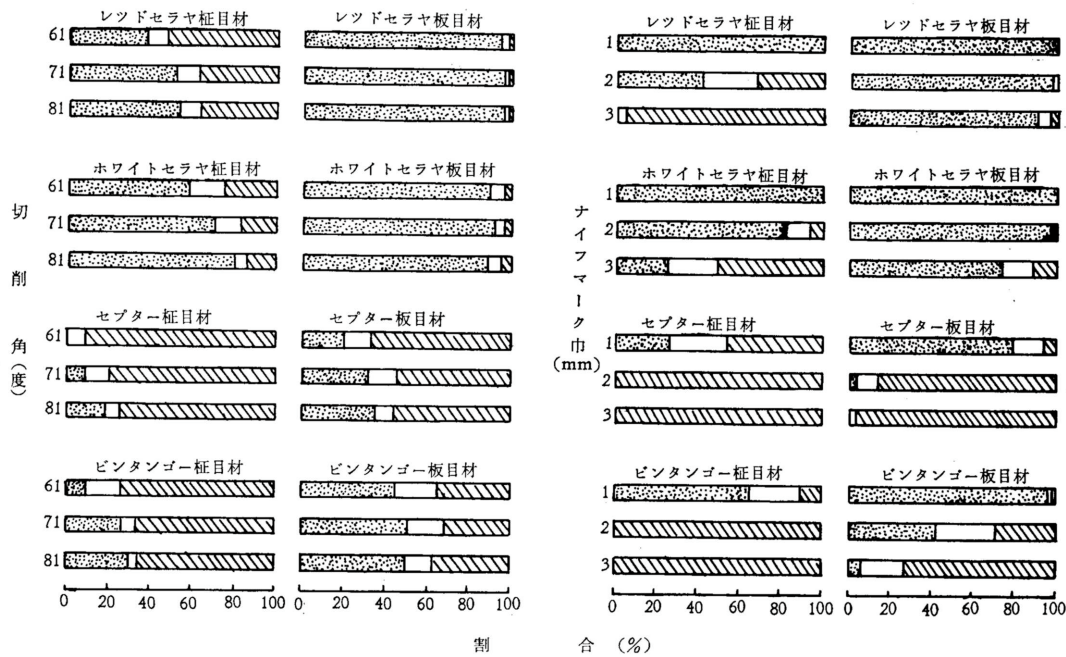 レツドセラヤ柾目材
61
71
81
レツドセラヤ板目材
ホワイトセラヤ柾目材
61
71
81
ホワイトセラヤ板目材
セプター柾目材
61
71
81
セプター板目材
ビンタンゴー柾目材
61
71
81
ビンタンゴー板目材
切削角(度)
0 20 40 60 80 100
0 20 40 60 80 100
レツドセラヤ柾目材
1
2
3
レツドセラヤ板目材
ホワイトセラヤ柾目材
1
2
3
ホワイトセラヤ板目材
セプター柾目材
1
2
3
セプター板目材
ビンタンゴー柾目材
1
2
3
ビンタンゴー板目材
ナイフマーク巾(mm)
0 20 40 60 80 100
0 20 40 60 80 100
割合(%)